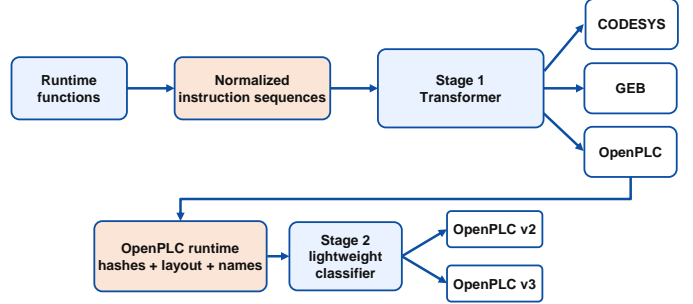 Runtime
functions
Normalized
instruction sequences
Stage 1
Transformer
CODESYS
GEB
OpenPLC
OpenPLC runtime
hashes + layout + names
Stage 2
lightweight
classifier
OpenPLC v2
OpenPLC v3